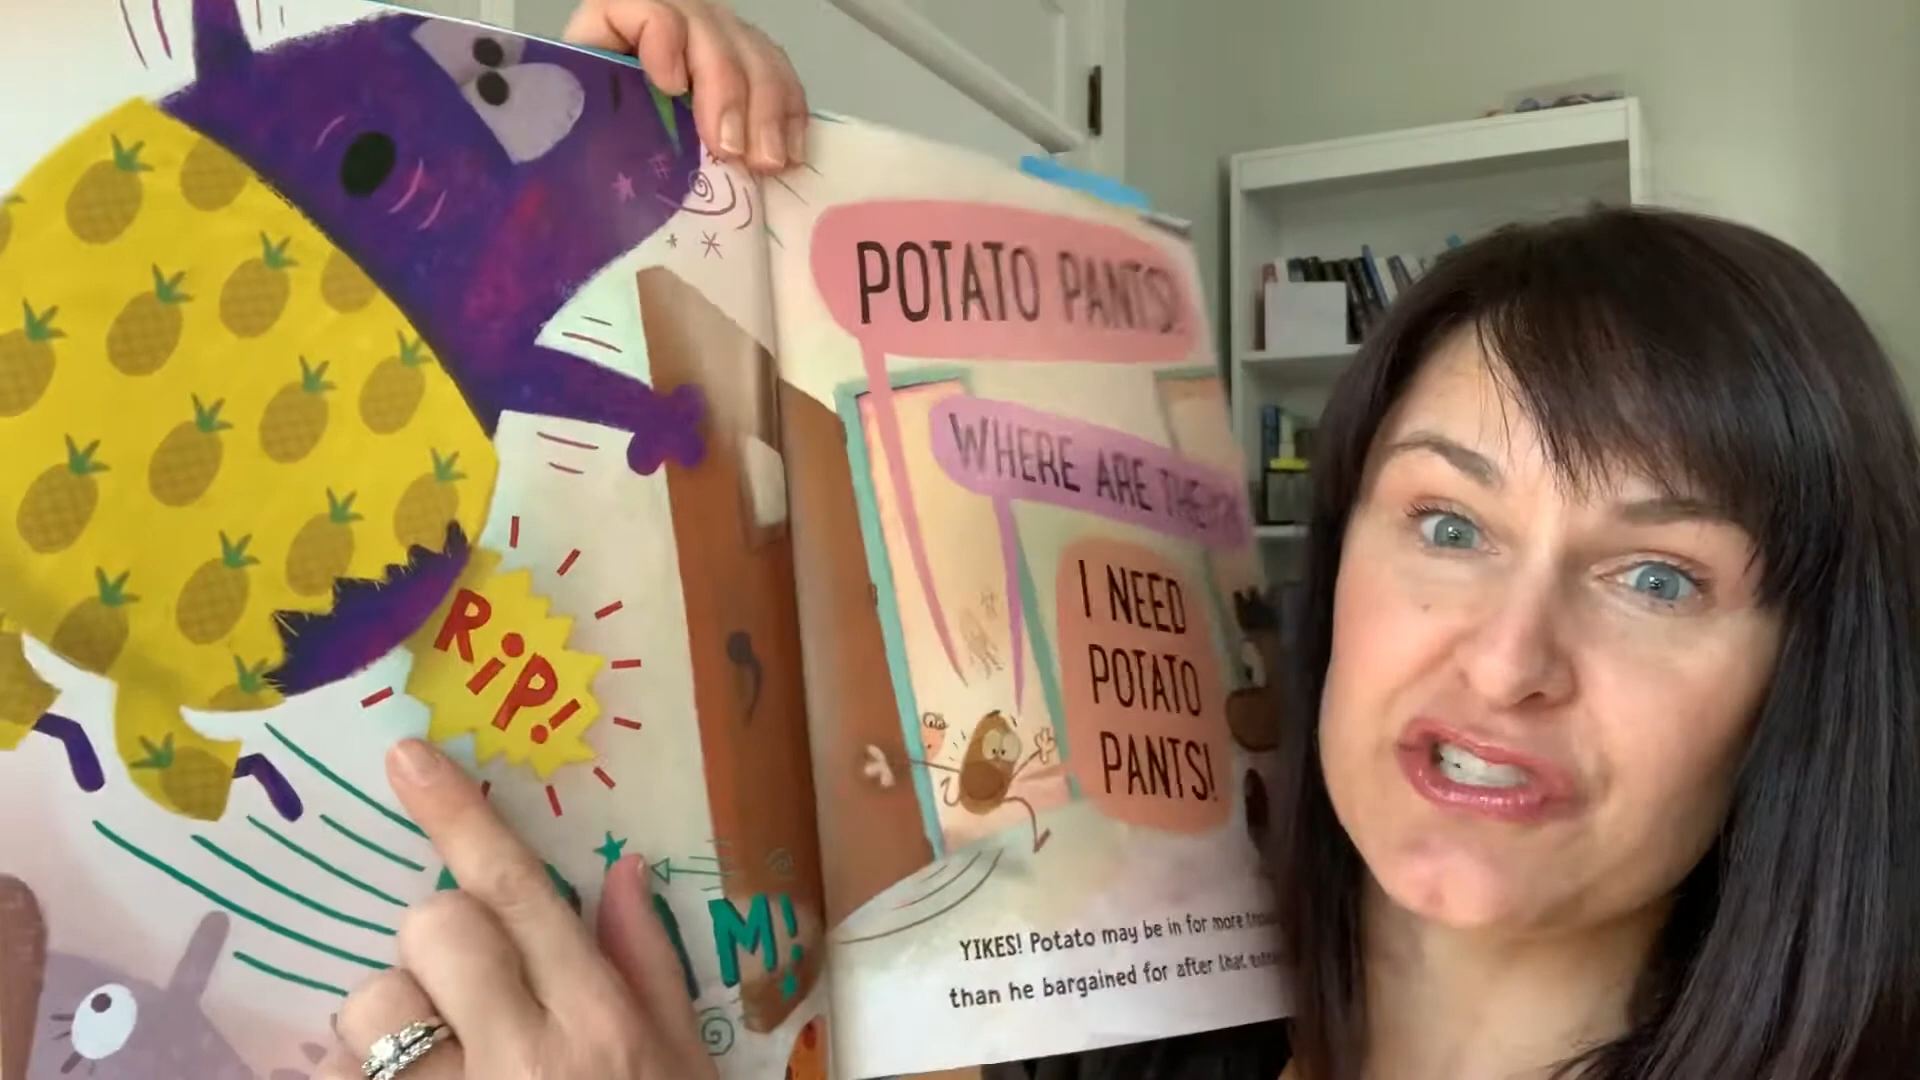 RiP!
M!
POTATO PANTS!
WHERE ARE
I NEED
POTATO
PANTS!
YIKES! Potato may be in for more
than he bargained for after that